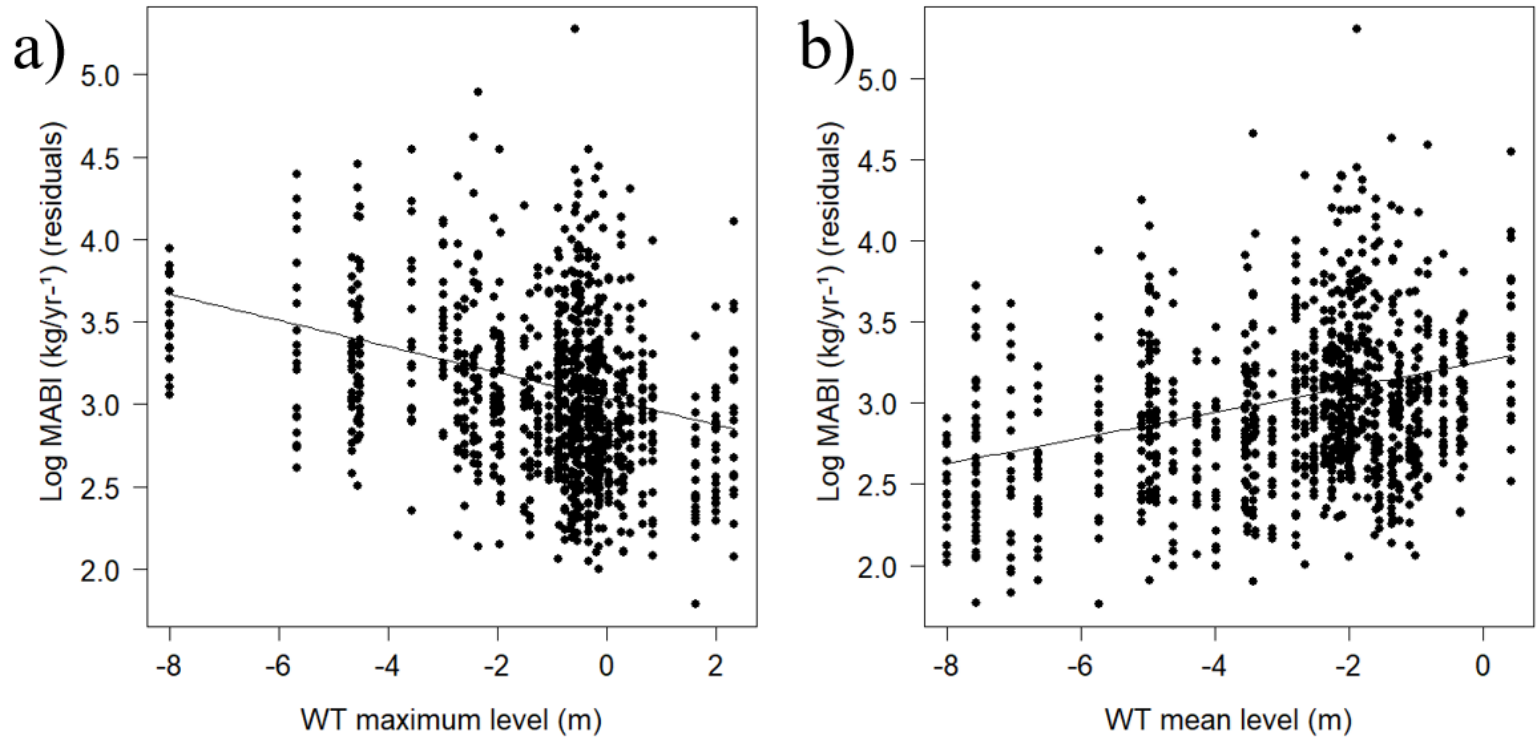 a)
Log MABI (kg/yr-¹) (residuals)
5.0
4.5
4.0
3.5
3.0
2.5
2.0
-8 -6 -4 -2 0 2
WT maximum level (m)
b)
Log MABI (kg/yr-¹) (residuals)
5.0
4.5
4.0
3.5
3.0
2.5
2.0
-8 -6 -4 -2 0
WT mean level (m)